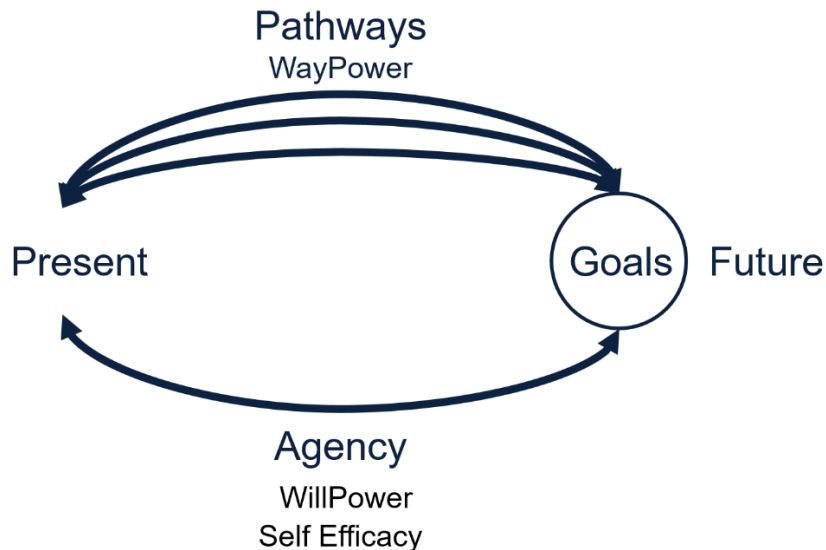 Pathways
WayPower
Present
Goals
Future
Agency
WillPower
Self Efficacy